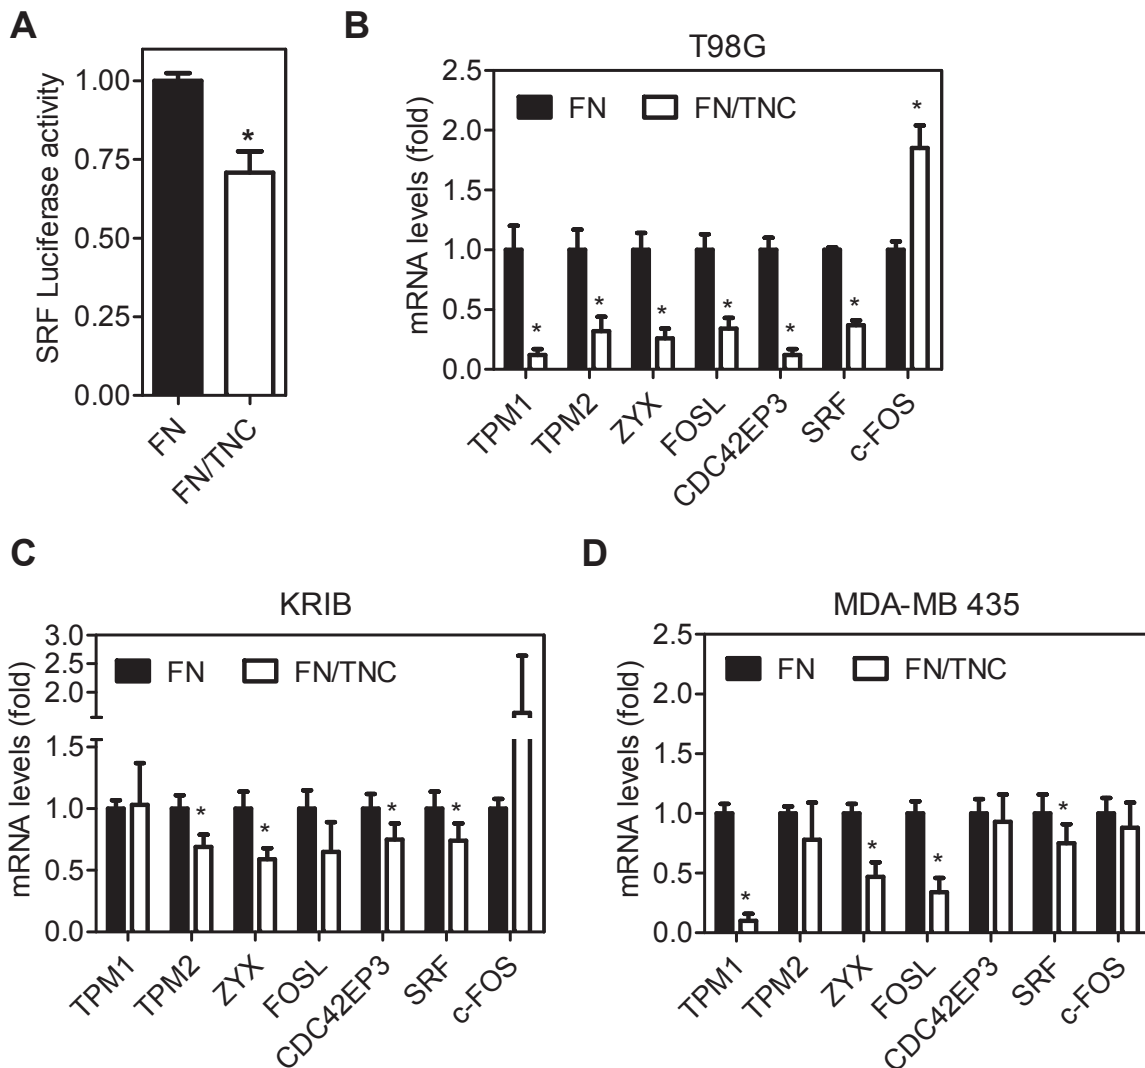 A
SRF Luciferase activity
1.00
0.75
0.50
0.25
0.00
*
FN
FN/TNC
B
T98G
mRNA levels (fold)
2.5
2.0
1.5
1.0
0.5
0.0
FN FN/TNC
* * * * * * *
TPM1 TPM2 ZYX FOSL CDC42EP3 SRF c-FOS
C
KRIB
mRNA levels (fold)
3.0
2.5
2.0
1.5
1.0
0.5
0.0
FN FN/TNC
* * * *
TPM1 TPM2 ZYX FOSL CDC42EP3 SRF c-FOS
D
MDA-MB 435
mRNA levels (fold)
2.5
2.0
1.5
1.0
0.5
0.0
FN FN/TNC
* * * *
TPM1 TPM2 ZYX FOSL CDC42EP3 SRF c-FOS